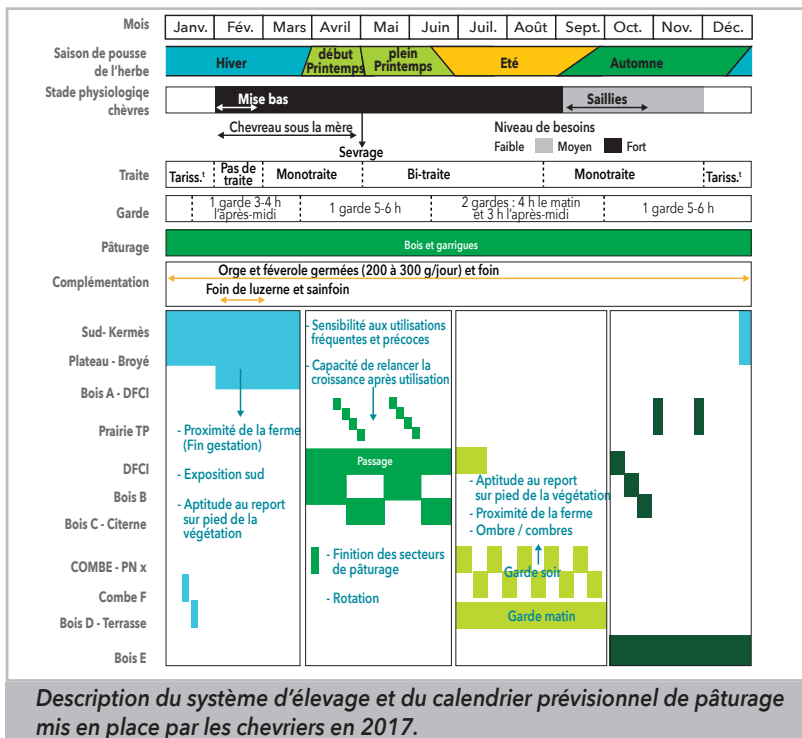 Mois
Janv.
Fév.
Mars
Avril
Mai
Juin
Juil.
Août
Sept.
Oct.
Nov.
Déc.
Saison de pousse
de l'herbe
Hiver
début
Printemps
plein
Printemps
Eté
Automne
Stade physiologiqe
chèvres
Mise bas
Saillies
Chevreau sous la mère
Sevrage
Niveau de besoins
Faible
Moyen
Fort
Traite
Tariss.t
Pas de
traite
Monotraite
Bi-traite
Monotraite
Tariss.t
Garde
1 garde 3-4 h
l'après-midi
1 garde 5-6 h
2 gardes : 4 h le matin
et 3 h l'après-midi
1 garde 5-6 h
Pâturage
Bois et garrigues
Complémentation
Orge et féverole germées (200 à 300 g/jour) et foin
Foin de luzerne et sainfoin
Sud- Kermès
Plateau - Broyé
Bois A - DFCI
Prairie TP
DFCI
Bois B
Bois C - Citerne
COMBE - PN x
Combe F
Bois D - Terrasse
Bois E
- Proximité de la ferme
(Fin gestation)
- Exposition sud
- Aptitude au report
sur pied de la
végétation
- Sensibilité aux utilisations
fréquentes et précoces
- Capacité de relancer la
croissance après utilisation
Passage
- Finition des secteurs
de pâturage
- Rotation
- Aptitude au report
sur pied de la végétation
- Proximité de la ferme
- Ombre / combres
Garde soir
Garde matin
Description du système d'élevage et du calendrier prévisionnel de pâturage
mis en place par les chevriers en 2017.